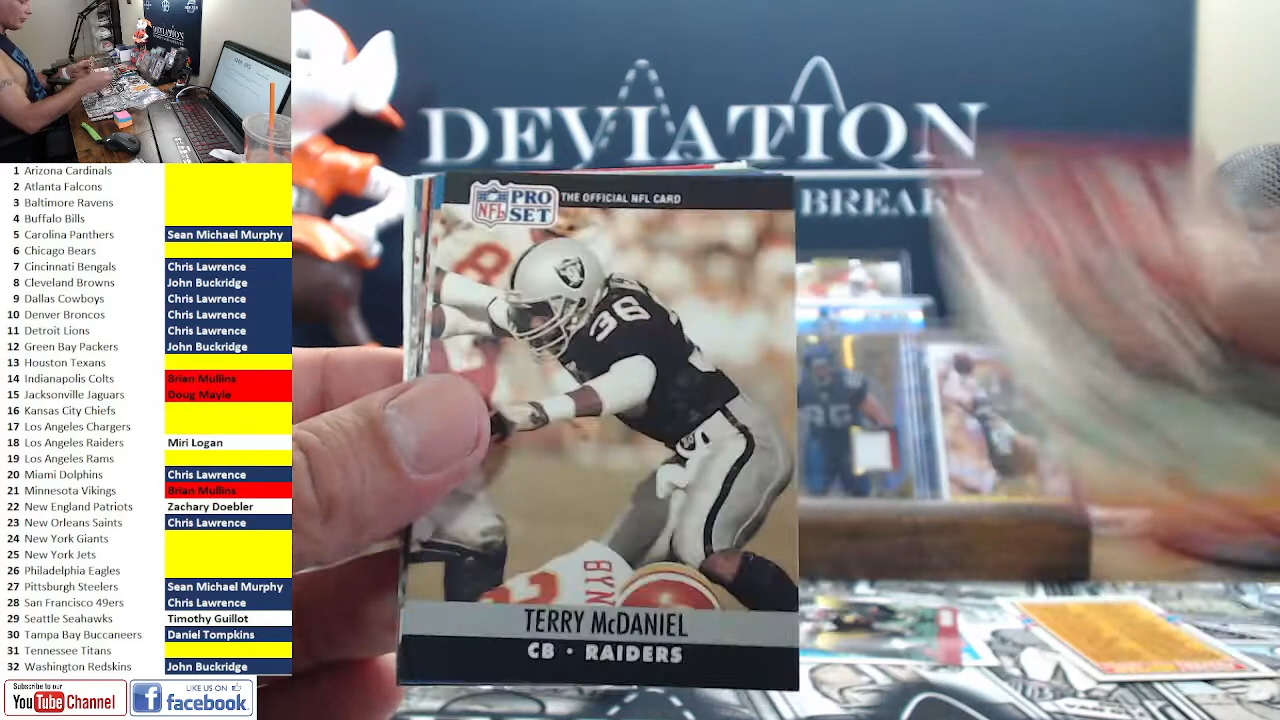 DEVIATION
BREAK
NFL PRO SET THE OFFICIAL NFL CARD
8
36
BYN
TERRY McDANIEL
CB • RAIDERS
1 Arizona Cardinals
2 Atlanta Falcons
3 Baltimore Ravens
4 Buffalo Bills
5 Carolina Panthers Sean Michael Murphy
6 Chicago Bears
7 Cincinnati Bengals Chris Lawrence
8 Cleveland Browns John Buckridge
9 Dallas Cowboys Chris Lawrence
10 Denver Broncos Chris Lawrence
11 Detroit Lions Chris Lawrence
12 Green Bay Packers John Buckridge
13 Houston Texans
14 Indianapolis Colts Brian Mullins
15 Jacksonville Jaguars Doug Mayle
16 Kansas City Chiefs
17 Los Angeles Chargers
18 Los Angeles Raiders Miri Logan
19 Los Angeles Rams
20 Miami Dolphins Chris Lawrence
21 Minnesota Vikings Brian Mullins
22 New England Patriots Zachary Doebler
23 New Orleans Saints Chris Lawrence
24 New York Giants
25 New York Jets
26 Philadelphia Eagles
27 Pittsburgh Steelers Sean Michael Murphy
28 San Francisco 49ers Chris Lawrence
29 Seattle Seahawks Timothy Guillot
30 Tampa Bay Buccaneers Daniel Tompkins
31 Tennessee Titans
32 Washington Redskins John Buckridge
Subscribe to our
YouTube Channel
LIKE US ON
facebook.